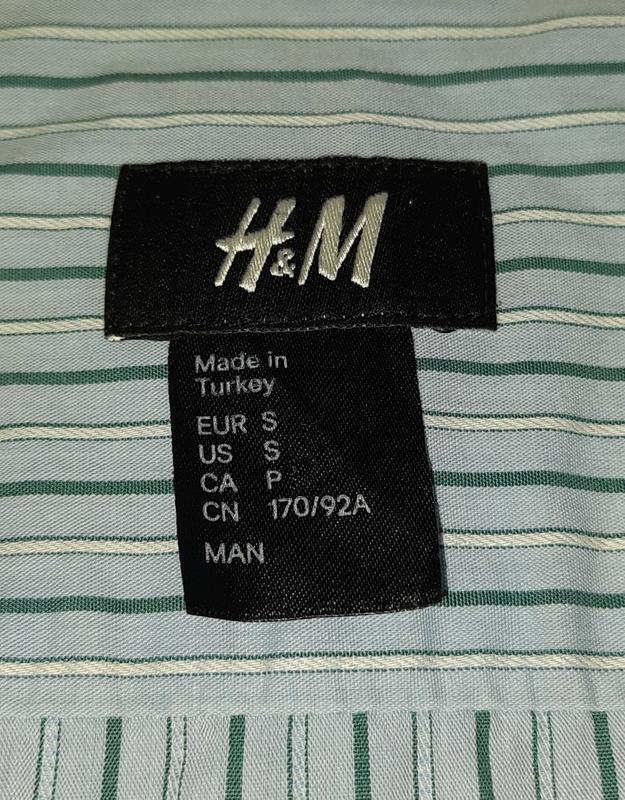 H&M
Made in
Turkey
EUR S
US S
CA P
CN 170/92A
MAN